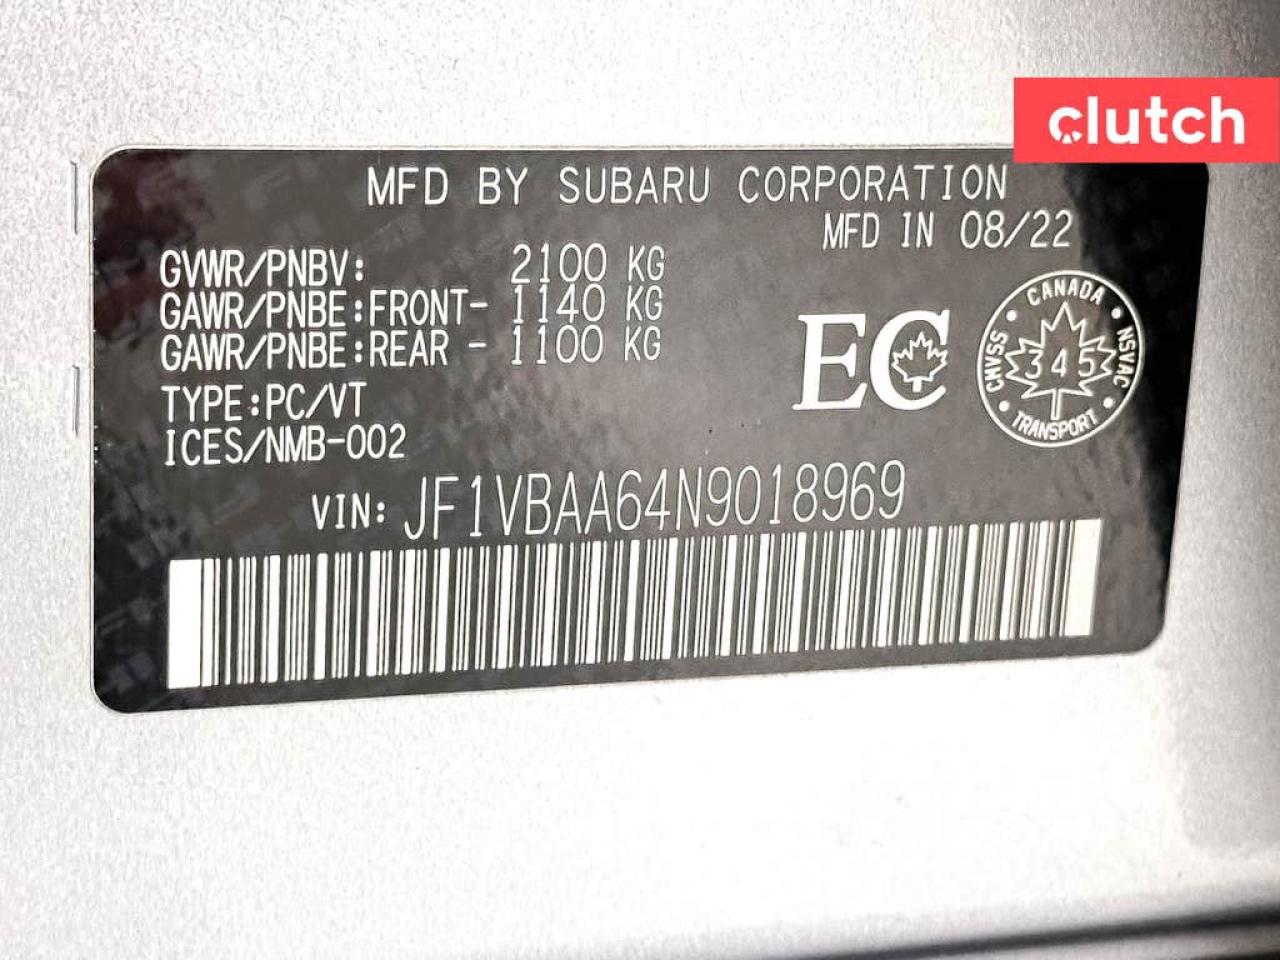 clutch
MFD BY SUBARU CORPORATION
MFD IN 08/22
GVWR/PNBV: 2100 KG
GAWR/PNBE:FRONT- 1140 KG
GAWR/PNBE:REAR - 1100 KG
TYPE:PC/VT
ICES/NMB-002
EC
CANADA
CMVSS
345
NSVAC
TRANSPORT
VIN: JF1VBAA64N9018969